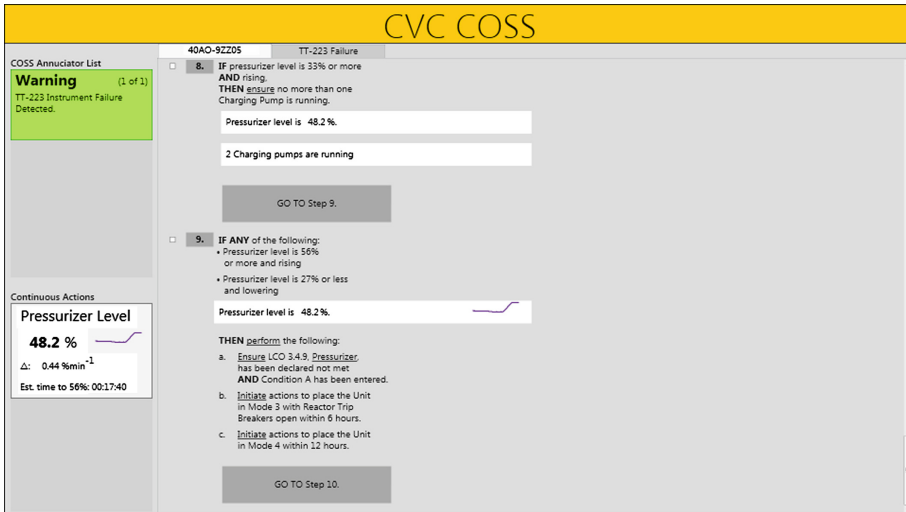 CVC COSS
40AO-9ZZ05
TT-223 Failure
COSS Annuciator List
Warning (1 of 1)
TT-223 Instrument Failure
Detected.
Continuous Actions
Pressurizer Level
48.2 %
Δ: 0.44 %min-1
Est. time to 56%: 00:17:40
8. IF pressurizer level is 33% or more
AND rising,
THEN ensure no more than one
Charging Pump is running.
Pressurizer level is 48.2%.
2 Charging pumps are running
GO TO Step 9.
9. IF ANY of the following:
• Pressurizer level is 56%
or more and rising
• Pressurizer level is 27% or less
and lowering
Pressurizer level is 48.2%.
THEN perform the following:
a. Ensure LCO 3.4.9, Pressurizer,
has been declared not met
AND Condition A has been entered.
b. Initiate actions to place the Unit
in Mode 3 with Reactor Trip
Breakers open within 6 hours.
c. Initiate actions to place the Unit
in Mode 4 within 12 hours.
GO TO Step 10.